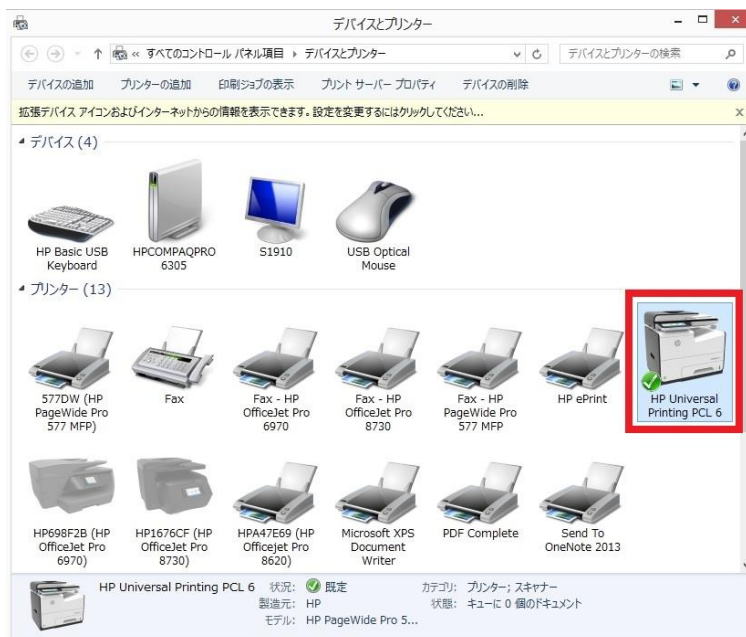 デバイスとプリンター
« すべてのコントロール パネル項目 ▸ デバイスとプリンター
デバイスとプリンターの検索
デバイスの追加 プリンターの追加 印刷ジョブの表示 プリント サーバー プロパティ デバイスの削除
拡張デバイス アイコンおよびインターネットからの情報を表示できます。設定を変更するにはクリックしてください...
デバイス (4)
HP Basic USB
Keyboard
HPCOMPAQPRO
6305
S1910
USB Optical
Mouse
プリンター (13)
577DW (HP
PageWide Pro
577 MFP)
Fax
Fax - HP
OfficeJet Pro
6970
Fax - HP
OfficeJet Pro
8730
Fax - HP
PageWide Pro
577 MFP
HP ePrint
HP Universal
Printing PCL 6
HP698F2B (HP
OfficeJet Pro
6970)
HP1676CF (HP
OfficeJet Pro
8730)
HPA47E69 (HP
Officejet Pro
8620)
Microsoft XPS
Document
Writer
PDF Complete
Send To
OneNote 2013
HP Universal Printing PCL 6 状況: 既定 カテゴリ: プリンター; スキャナー
製造元: HP 状態: キューに 0 個のドキュメント
モデル: HP PageWide Pro 5...